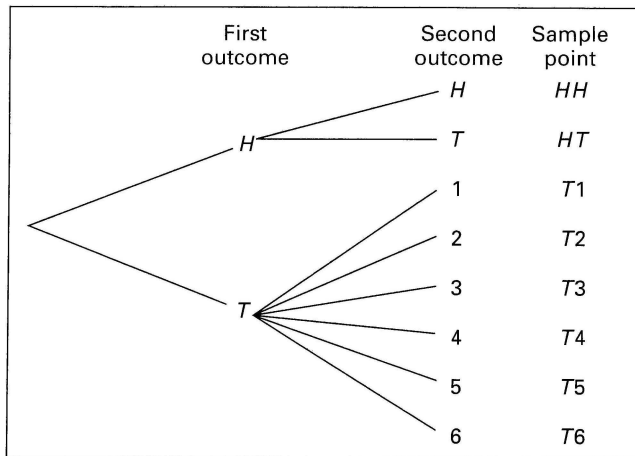 First outcome Second outcome Sample point
H HH
H T HT
1 T1
2 T2
3 T3
T 4 T4
5 T5
6 T6